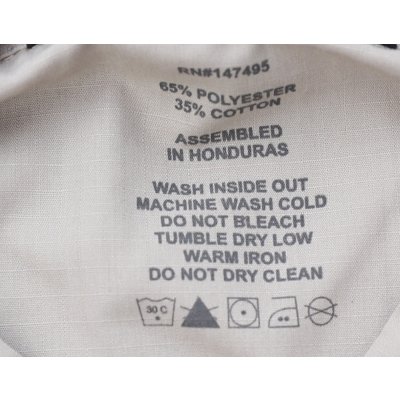 RN#147495
65% POLYESTER
35% COTTON
ASSEMBLED
IN HONDURAS
WASH INSIDE OUT
MACHINE WASH COLD
DO NOT BLEACH
TUMBLE DRY LOW
WARM IRON
DO NOT DRY CLEAN
30 C